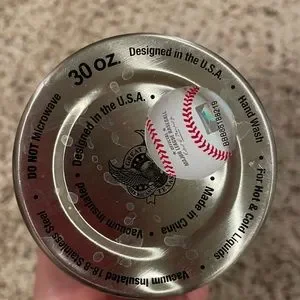 30 oz.
Designed in the U.S.A. • Hand Wash • For Hot & Cold Liquids • Vacuum Insulated 18-8 Stainless Steel • DO NOT Microwave
Designed in the U.S.A. • Made in China • Vacuum Insulated
GREAT